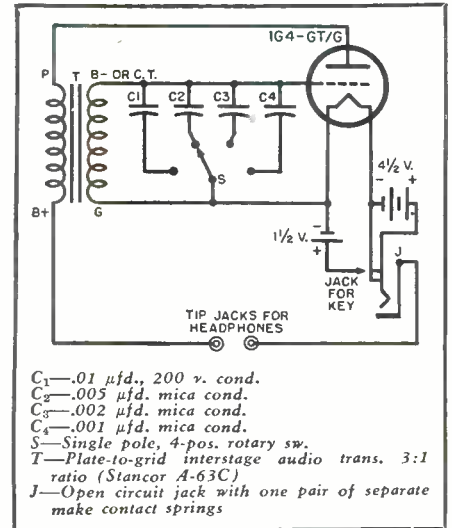 1G4-GT/G
P T B- OR C.T.
C1 C2 C3 C4
S
B+ G
4½ V.
- +
1½ V.
-
+
J
JACK
FOR
KEY
TIP JACKS FOR
HEADPHONES
C₁—.01 µfd., 200 v. cond.
C₂—.005 µfd. mica cond.
C₃—.002 µfd. mica cond.
C₄—.001 µfd. mica cond.
S—Single pole, 4-pos. rotary sw.
T—Plate-to-grid interstage audio trans. 3:1
ratio (Stancor A-63C)
J—Open circuit jack with one pair of separate
make contact springs